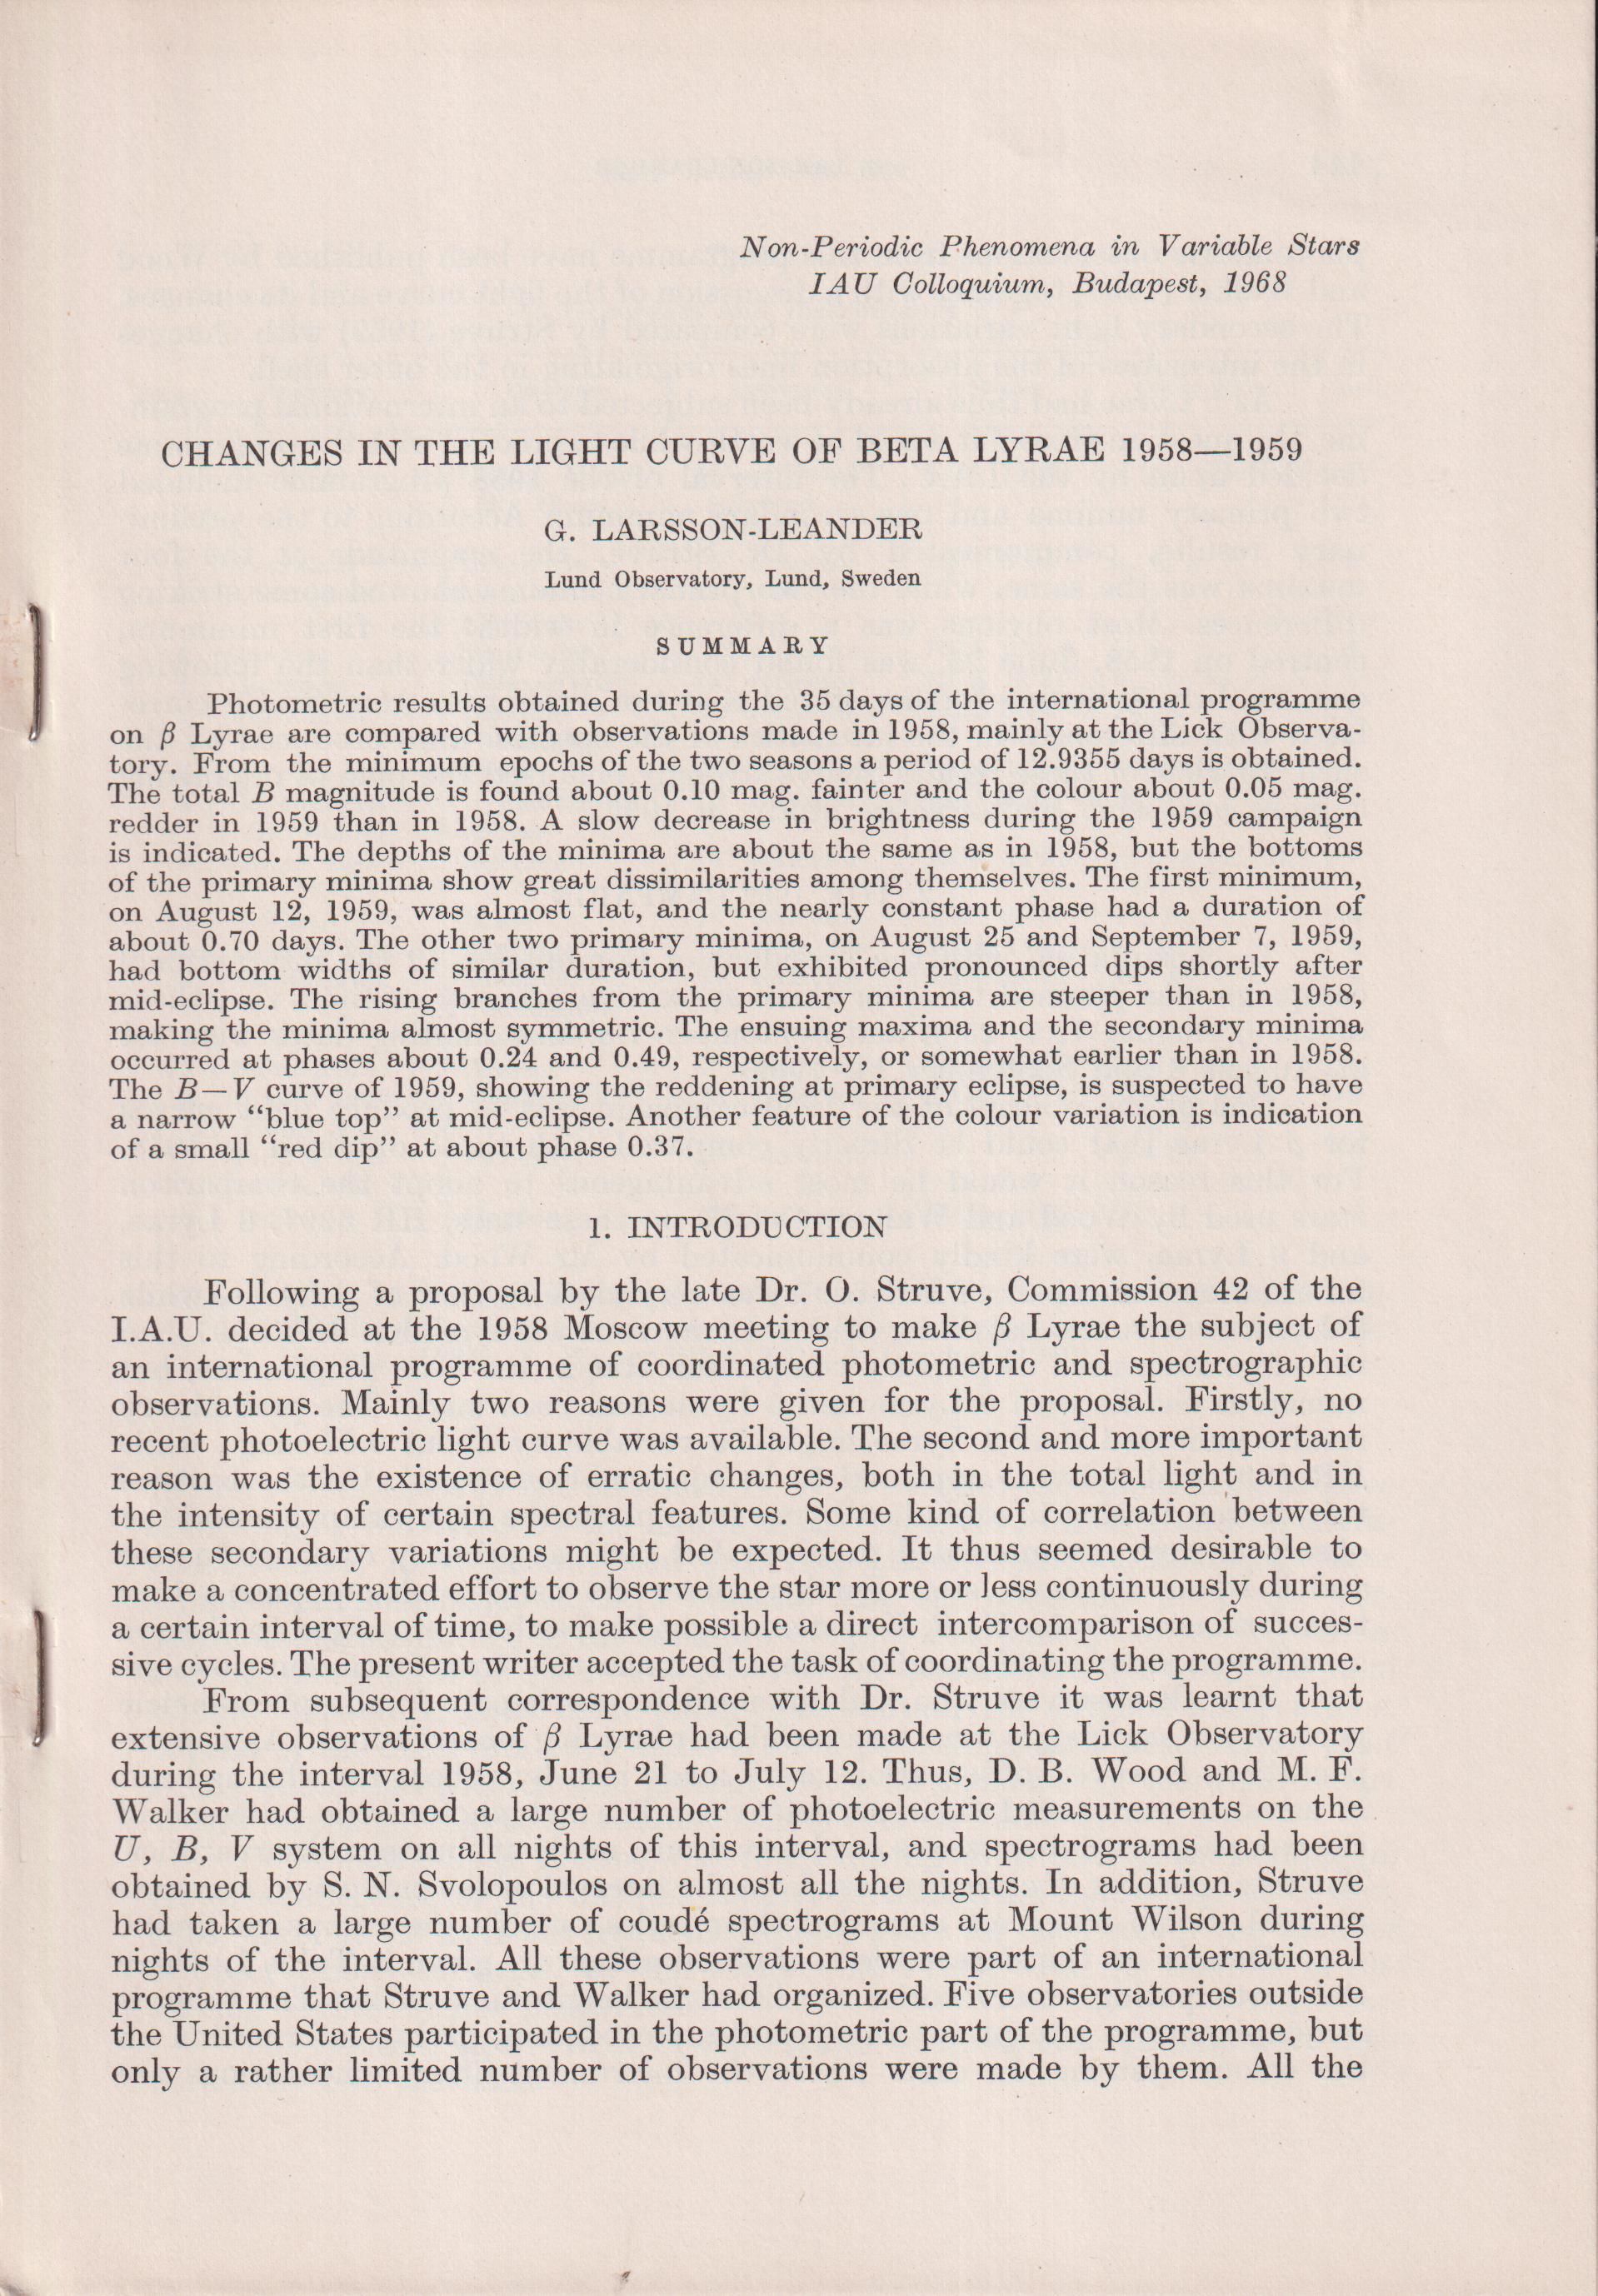 Non-Periodic Phenomena in Variable Stars
IAU Colloquium, Budapest, 1968
CHANGES IN THE LIGHT CURVE OF BETA LYRAE 1958—1959
G. LARSSON-LEANDER
Lund Observatory, Lund, Sweden
SUMMARY
Photometric results obtained during the 35 days of the international programme
on β Lyrae are compared with observations made in 1958, mainly at the Lick Observa-
tory. From the minimum epochs of the two seasons a period of 12.9355 days is obtained.
The total B magnitude is found about 0.10 mag. fainter and the colour about 0.05 mag.
redder in 1959 than in 1958. A slow decrease in brightness during the 1959 campaign
is indicated. The depths of the minima are about the same as in 1958, but the bottoms
of the primary minima show great dissimilarities among themselves. The first minimum,
on August 12, 1959, was almost flat, and the nearly constant phase had a duration of
about 0.70 days. The other two primary minima, on August 25 and September 7, 1959,
had bottom widths of similar duration, but exhibited pronounced dips shortly after
mid-eclipse. The rising branches from the primary minima are steeper than in 1958,
making the minima almost symmetric. The ensuing maxima and the secondary minima
occurred at phases about 0.24 and 0.49, respectively, or somewhat earlier than in 1958.
The B—V curve of 1959, showing the reddening at primary eclipse, is suspected to have
a narrow “blue top” at mid-eclipse. Another feature of the colour variation is indication
of a small “red dip” at about phase 0.37.
1. INTRODUCTION
Following a proposal by the late Dr. O. Struve, Commission 42 of the
I.A.U. decided at the 1958 Moscow meeting to make β Lyrae the subject of
an international programme of coordinated photometric and spectrographic
observations. Mainly two reasons were given for the proposal. Firstly, no
recent photoelectric light curve was available. The second and more important
reason was the existence of erratic changes, both in the total light and in
the intensity of certain spectral features. Some kind of correlation between
these secondary variations might be expected. It thus seemed desirable to
make a concentrated effort to observe the star more or less continuously during
a certain interval of time, to make possible a direct intercomparison of succes-
sive cycles. The present writer accepted the task of coordinating the programme.
From subsequent correspondence with Dr. Struve it was learnt that
extensive observations of β Lyrae had been made at the Lick Observatory
during the interval 1958, June 21 to July 12. Thus, D. B. Wood and M. F.
Walker had obtained a large number of photoelectric measurements on the
U, B, V system on all nights of this interval, and spectrograms had been
obtained by S. N. Svolopoulos on almost all the nights. In addition, Struve
had taken a large number of coudé spectrograms at Mount Wilson during
nights of the interval. All these observations were part of an international
programme that Struve and Walker had organized. Five observatories outside
the United States participated in the photometric part of the programme, but
only a rather limited number of observations were made by them. All the